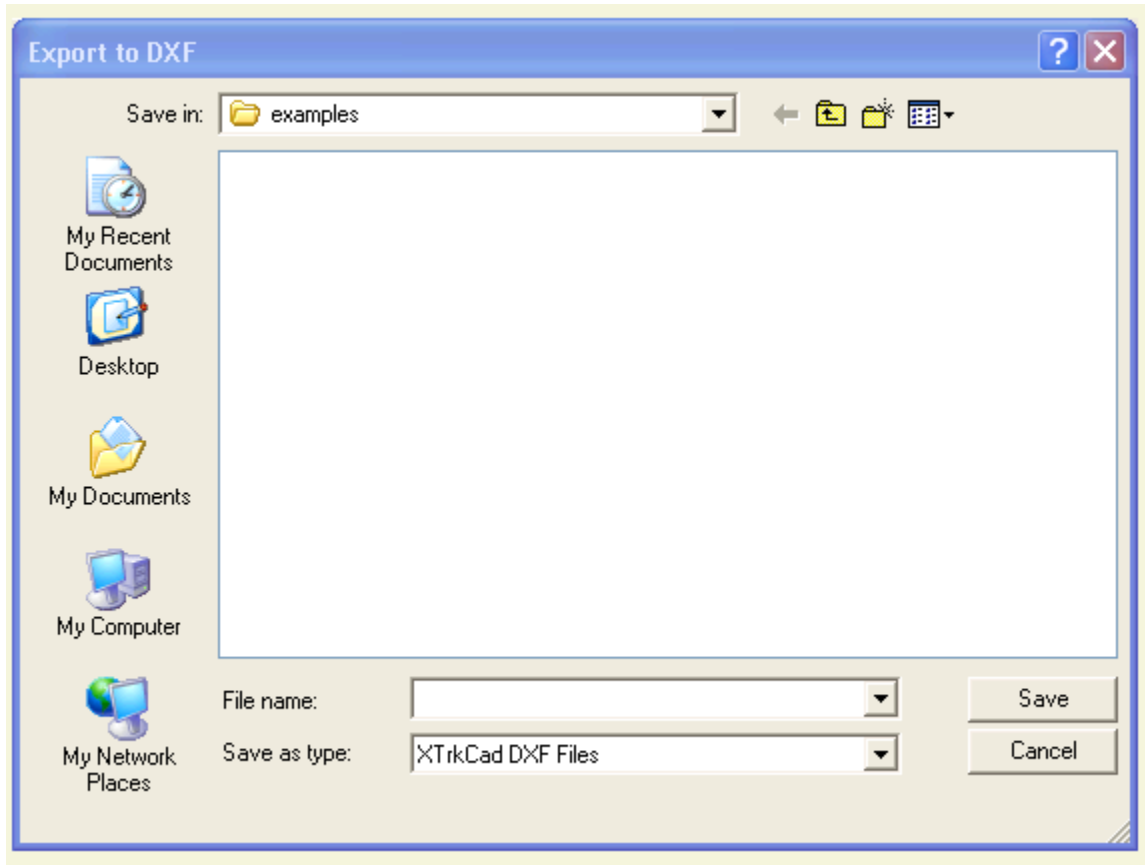 Export to DXF
Save in:
examples
My Recent
Documents
Desktop
My Documents
My Computer
My Network
Places
File name:
Save
Save as type:
XTrkCad DXF Files
Cancel